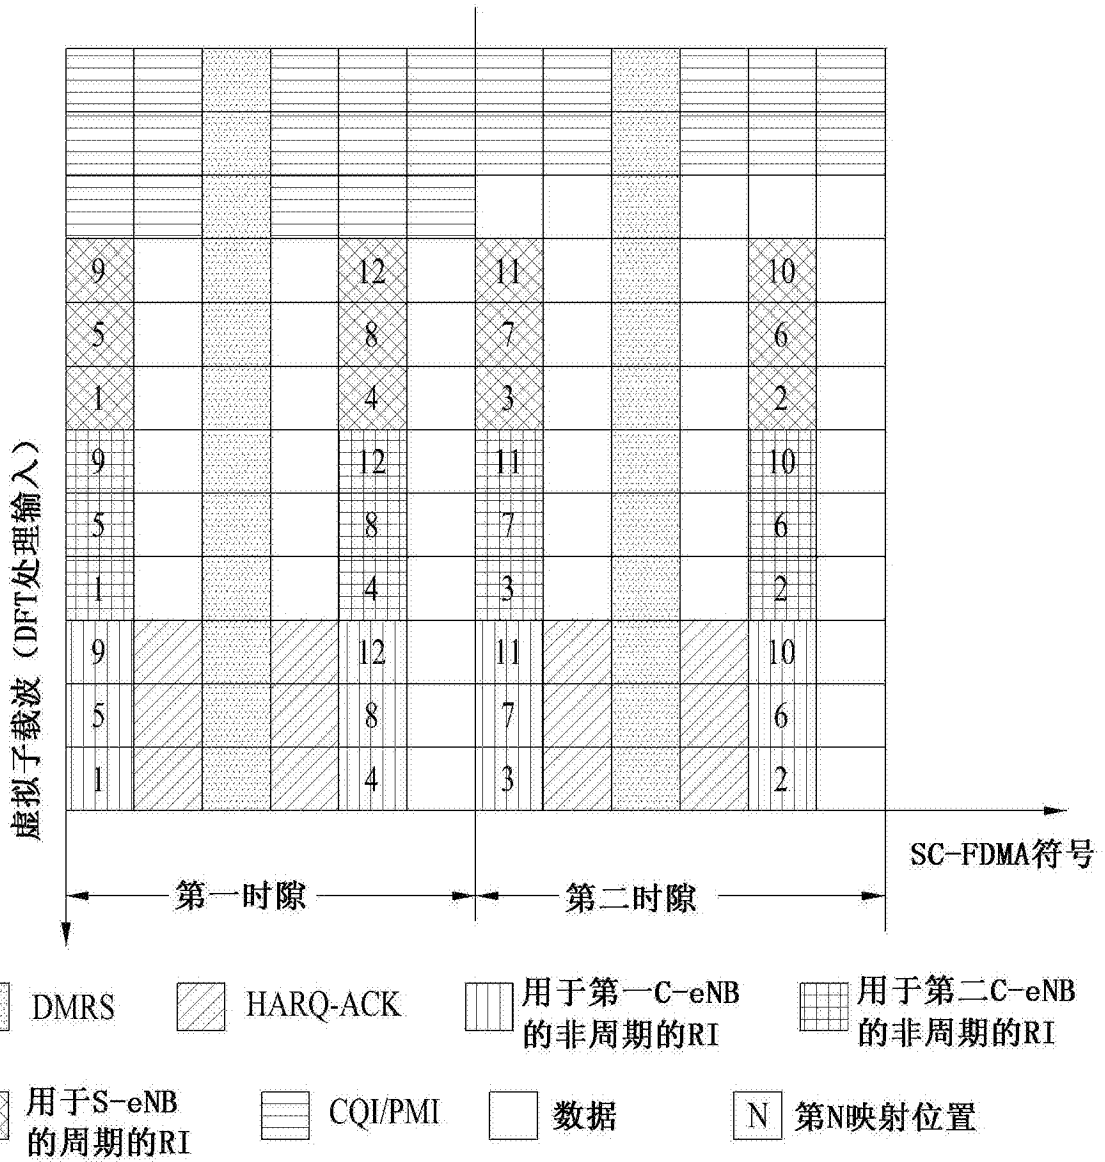 9 12 11 10
5 8 7 6
1 4 3 2
9 12 11 10
5 8 7 6
1 4 3 2
9 12 11 10
5 8 7 6
1 4 3 2
虚拟子载波（DFT处理输入）
SC-FDMA符号
第一时隙 第二时隙
DMRS HARQ-ACK 用于第一C-eNB 用于第二C-eNB
的非周期的RI 的非周期的RI
用于S-eNB CQI/PMI 数据 N 第N映射位置
的周期的RI